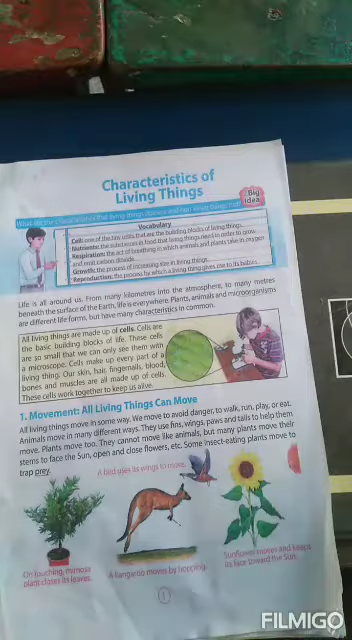 Characteristics of
Living Things
Big
idea
What are the characteristics that living things possess and non-living things
Vocabulary
Cell: one of the tiny units that are the building blocks of living things.
Nutrients: the substances in food that living things need in order to grow.
Respiration: the act of breathing in which animals and plants take in oxygen
and emit carbon dioxide.
Growth: the process of increasing size in living things.
Reproduction: the process by which a living thing gives rise to its babies.
Life is all around us. From many kilometres into the atmosphere, to many metres
beneath the surface of the Earth, life is everywhere. Plants, animals and microorganisms
are different life forms, but have many characteristics in common.
All living things are made up of cells. Cells are
the basic building blocks of life. These cells
are so small that we can only see them with
a microscope. Cells make up every part of a
living thing. Our skin, hair, fingernails, blood,
bones and muscles are all made up of cells.
These cells work together to keep us alive.
1. Movement: All Living Things Can Move
All living things move in some way. We move to avoid danger, to walk, run, play, or eat.
Animals move in many different ways. They use fins, wings, paws and tails to help them
move. Plants move too. They cannot move like animals, but many plants move their
stems to face the Sun, open and close flowers, etc. Some insect-eating plants move to
trap prey.
A bird uses its wings to move.
On touching, mimosa
plant closes its leaves.
A kangaroo moves by hopping.
Sunflower moves and keeps
its face toward the Sun.
1
FILMIGO